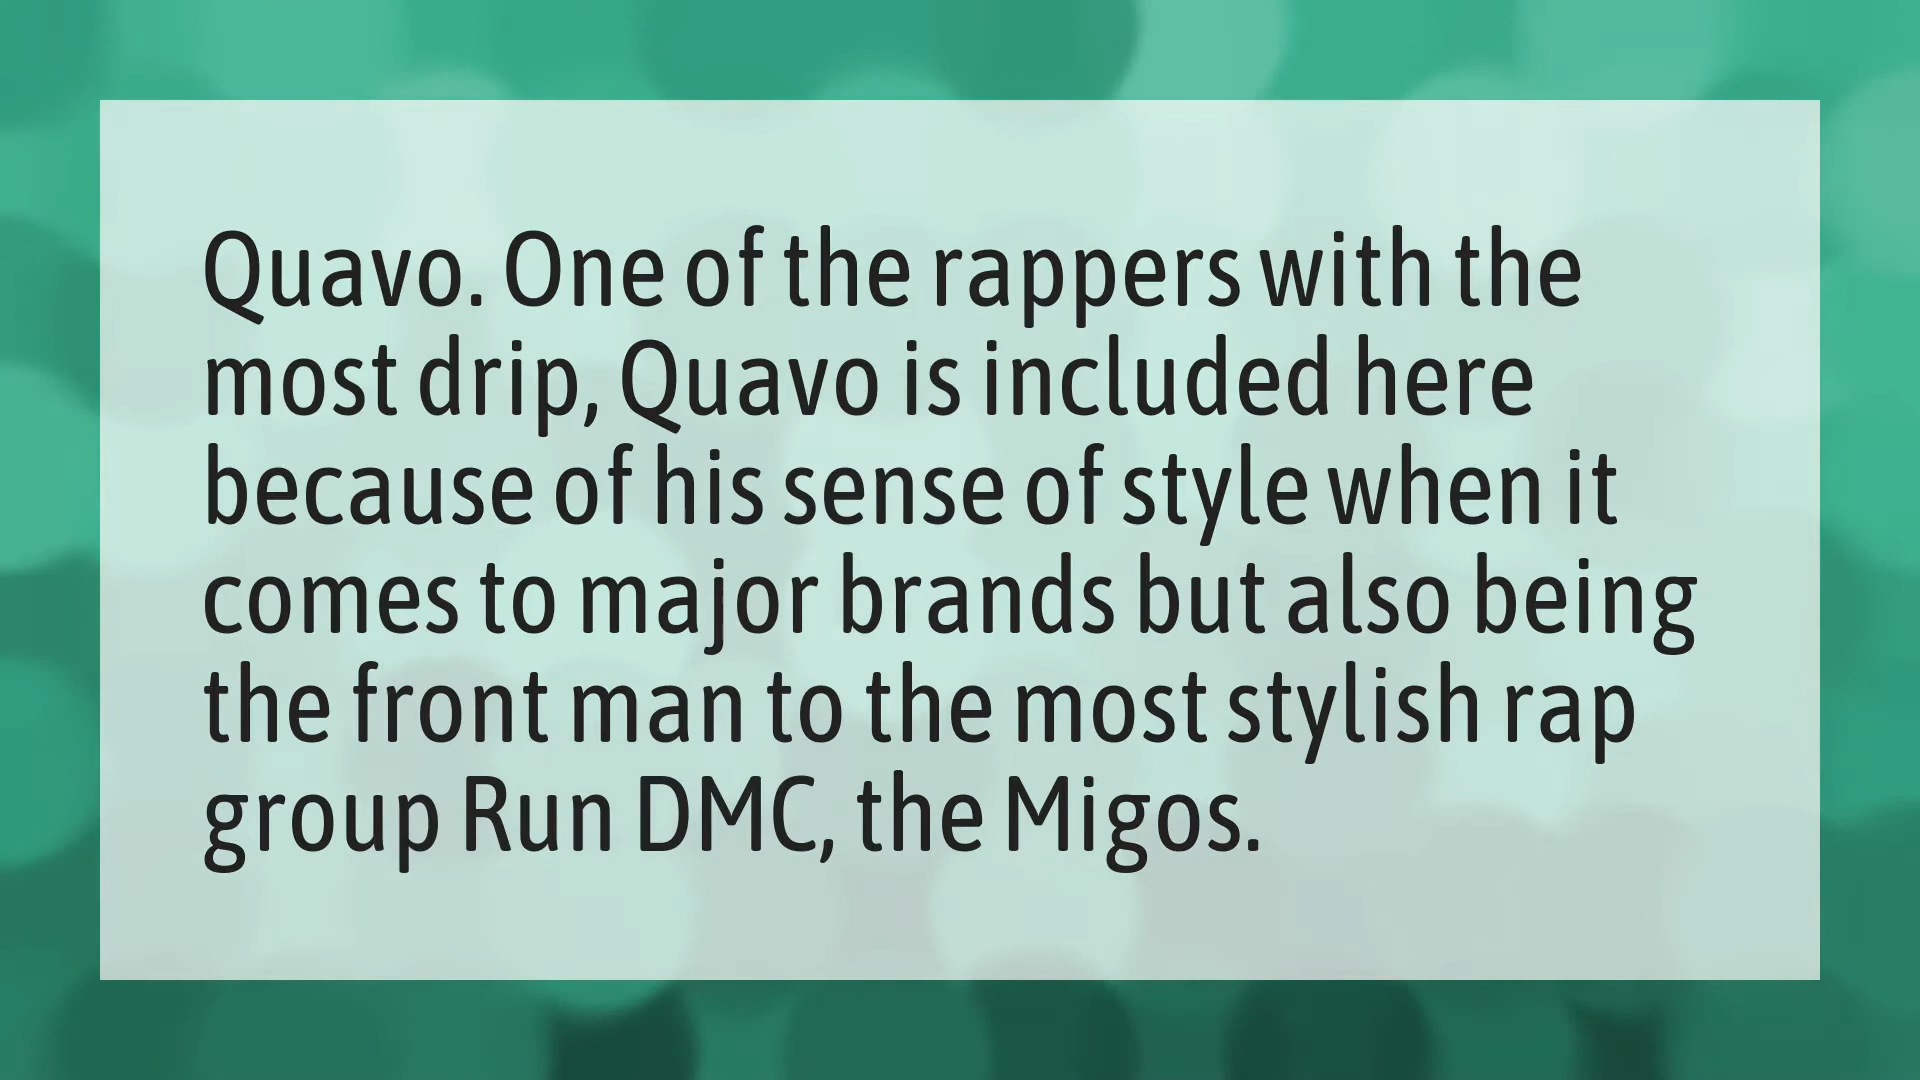 Quavo. One of the rappers with the
most drip, Quavo is included here
because of his sense of style when it
comes to major brands but also being
the front man to the most stylish rap
group Run DMC, the Migos.